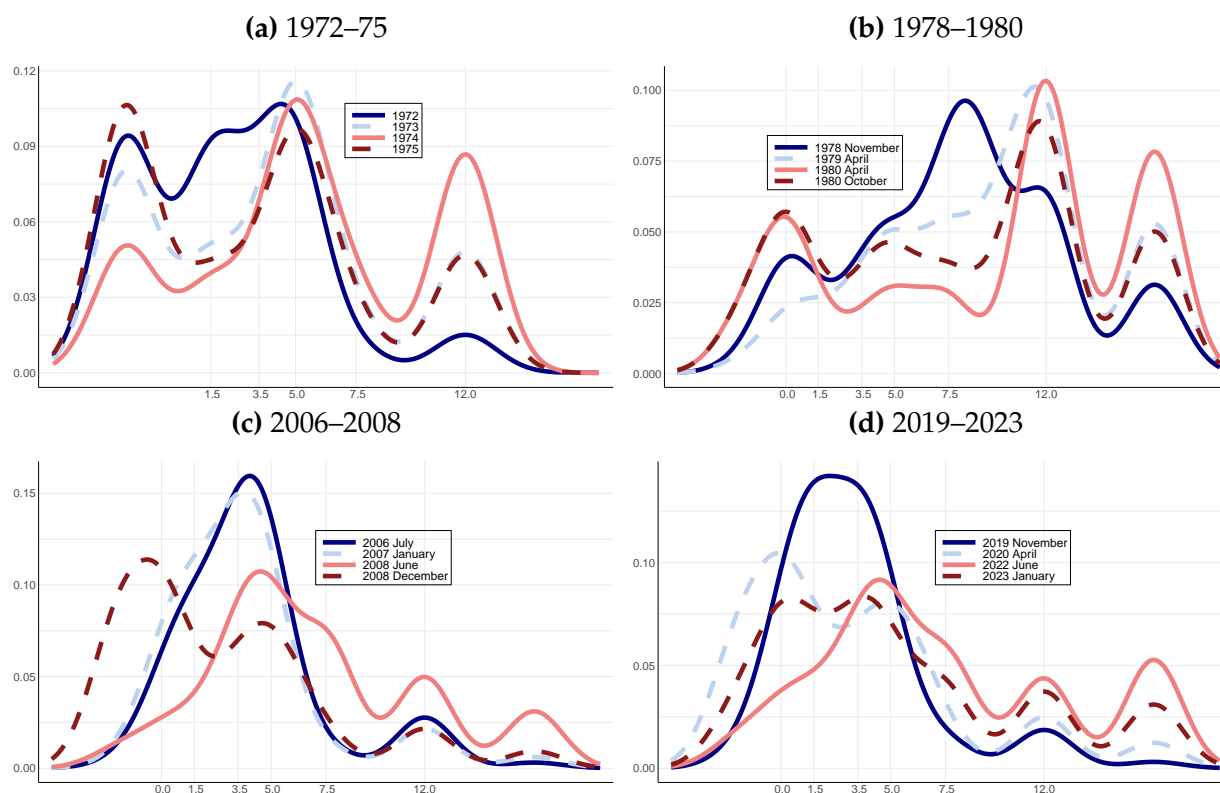 (a) 1972–75
0.12
0.09
0.06
0.03
0.00
1972
1973
1974
1975
1.5 3.5 5.0 7.5 12.0
(b) 1978–1980
0.100
0.075
0.050
0.025
0.000
1978 November
1979 April
1980 April
1980 October
0.0 1.5 3.5 5.0 7.5 12.0
(c) 2006–2008
0.15
0.10
0.05
0.00
2006 July
2007 January
2008 June
2008 December
0.0 1.5 3.5 5.0 7.5 12.0
(d) 2019–2023
0.10
0.05
0.00
2019 November
2020 April
2022 June
2023 January
0.0 1.5 3.5 5.0 7.5 12.0